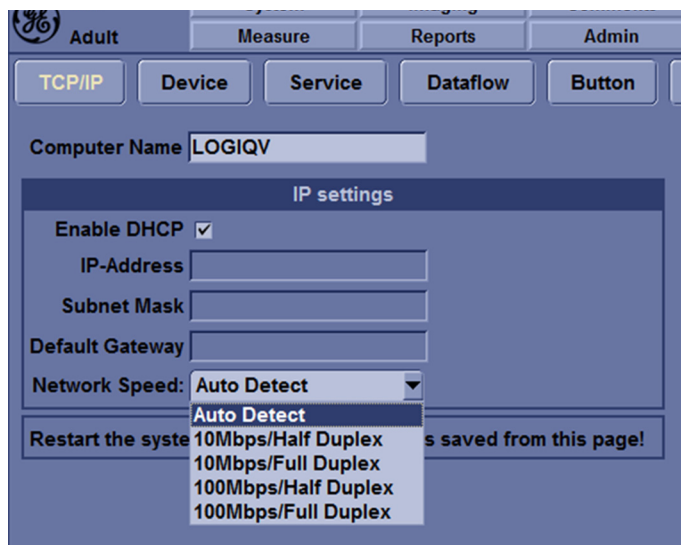 Adult
Measure Reports Admin
TCP/IP Device Service Dataflow Button
Computer Name LOGIQV
IP settings
Enable DHCP
IP-Address
Subnet Mask
Default Gateway
Network Speed: Auto Detect
Auto Detect
Restart the syste s saved from this page!
10Mbps/Half Duplex
10Mbps/Full Duplex
100Mbps/Half Duplex
100Mbps/Full Duplex